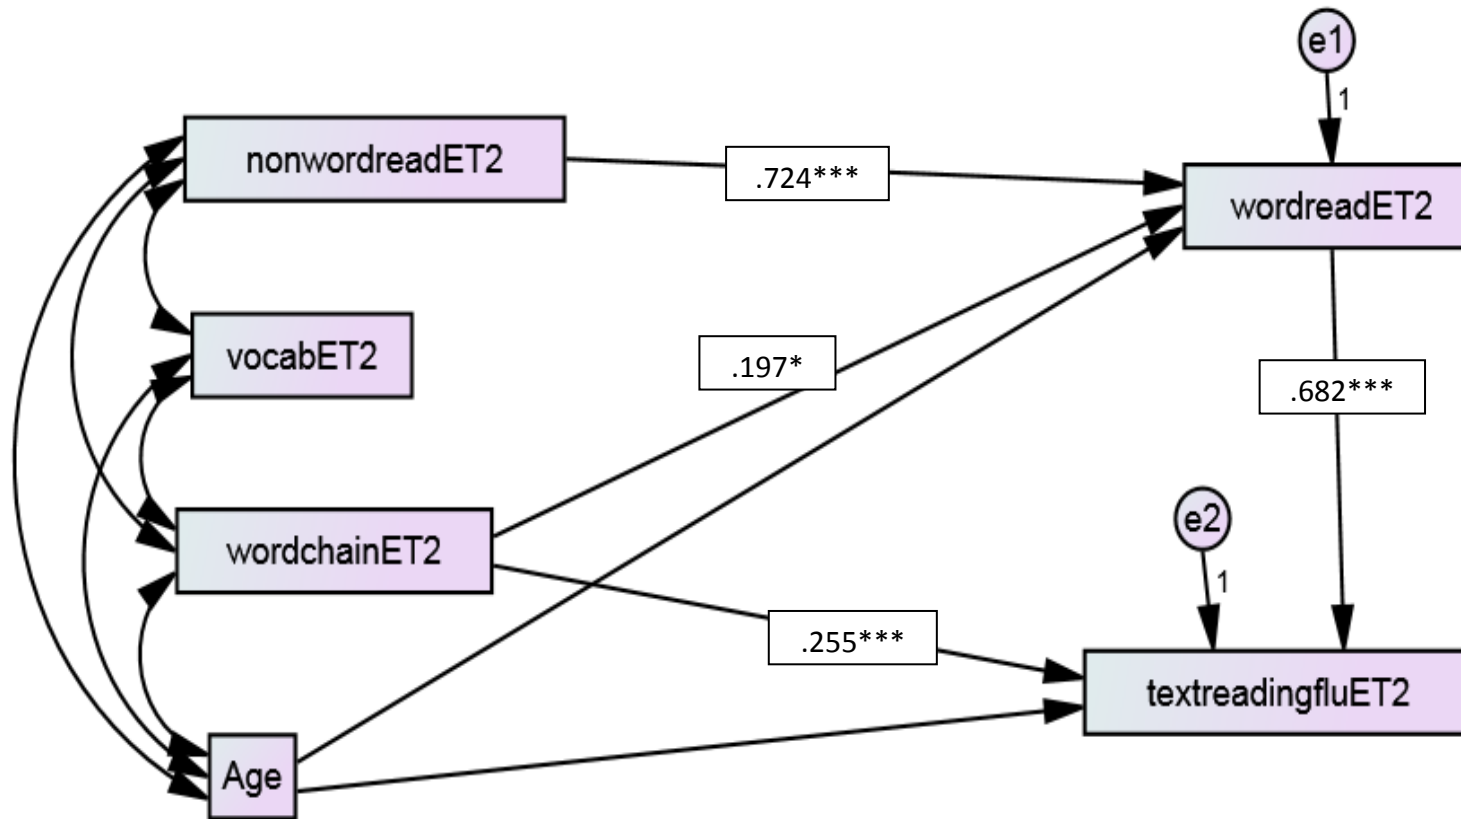 e1
1
nonwordreadET2
.724***
wordreadET2
vocabET2
.197*
.682***
e2
wordchainET2
1
.255***
textreadingfluET2
Age